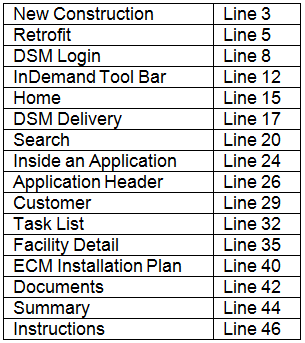 New Construction Line 3
Retrofit Line 5
DSM Login Line 8
InDemand Tool Bar Line 12
Home Line 15
DSM Delivery Line 17
Search Line 20
Inside an Application Line 24
Application Header Line 26
Customer Line 29
Task List Line 32
Facility Detail Line 35
ECM Installation Plan Line 40
Documents Line 42
Summary Line 44
Instructions Line 46